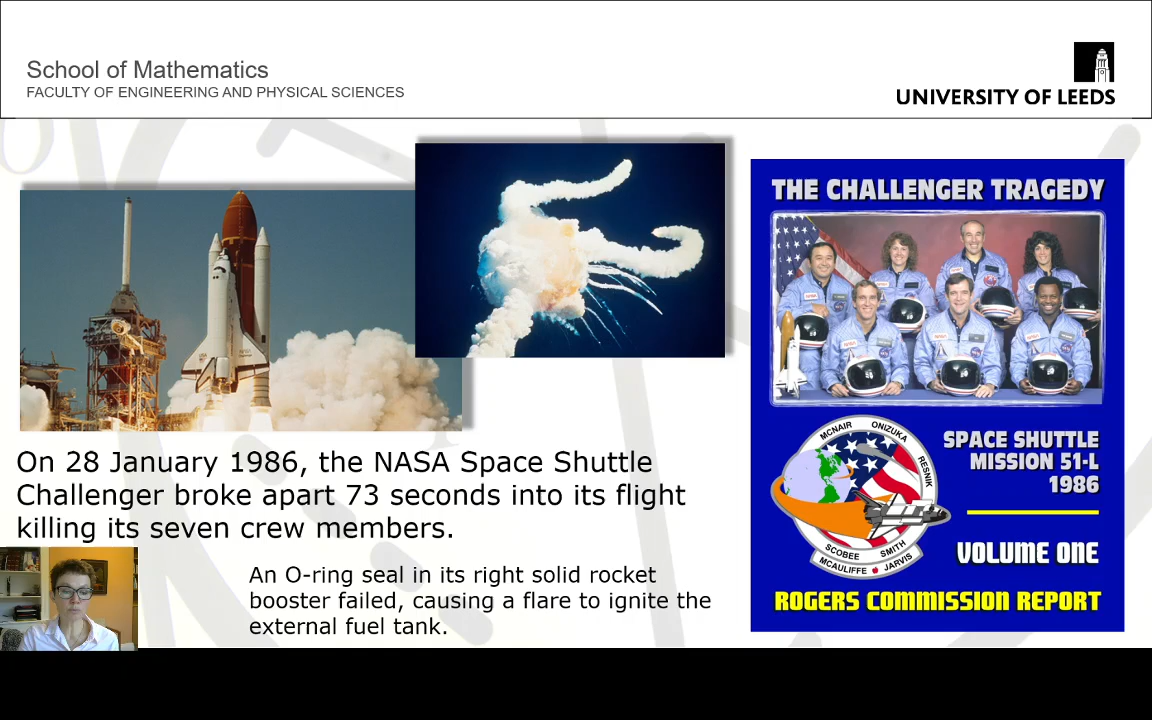 School of Mathematics
FACULTY OF ENGINEERING AND PHYSICAL SCIENCES
UNIVERSITY OF LEEDS
On 28 January 1986, the NASA Space Shuttle
Challenger broke apart 73 seconds into its flight
killing its seven crew members.
An O-ring seal in its right solid rocket
booster failed, causing a flare to ignite the
external fuel tank.
THE CHALLENGER TRAGEDY
MCNAIR ONIZUKA RESNIK
SCOBEE SMITH
MCAULIFFE JARVIS
SPACE SHUTTLE
MISSION 51-L
1986
VOLUME ONE
ROGERS COMMISSION REPORT